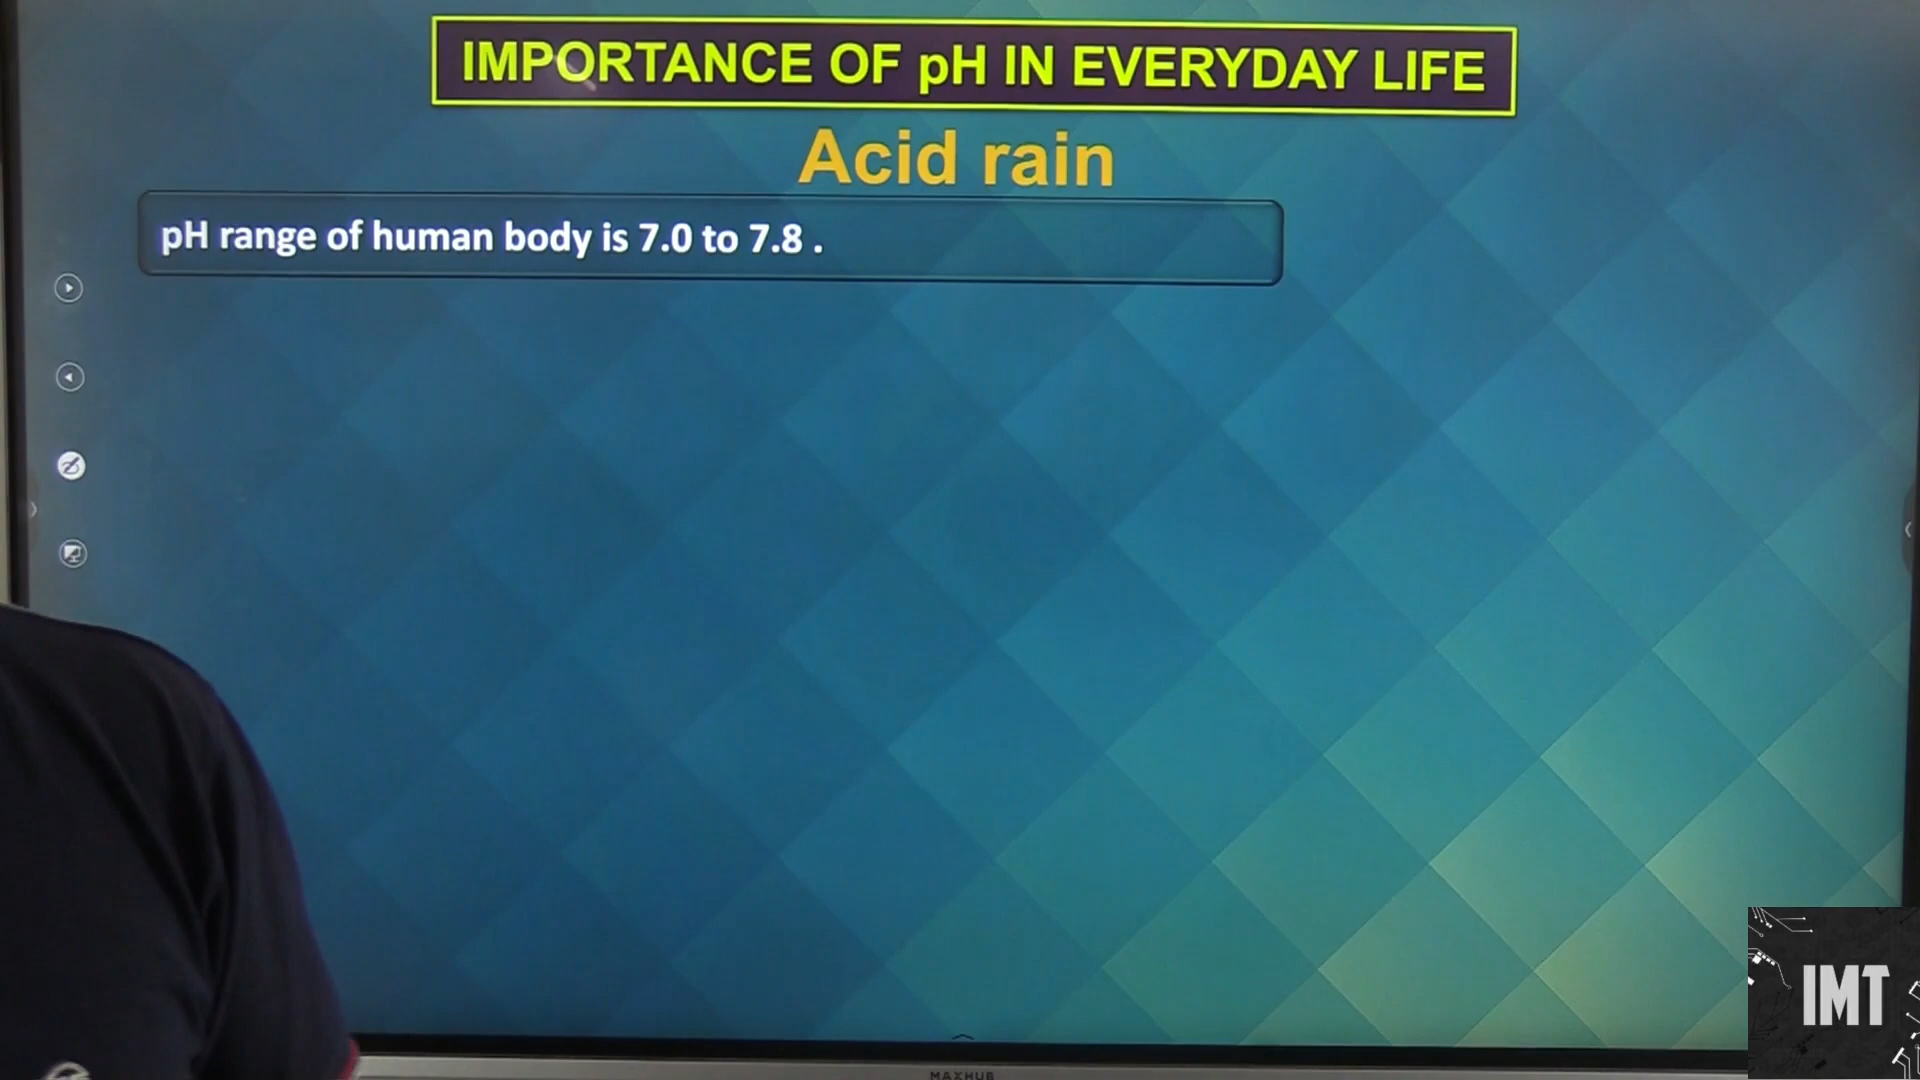 IMPORTANCE OF pH IN EVERYDAY LIFE
Acid rain
pH range of human body is 7.0 to 7.8 .
IMT
MAXHUB